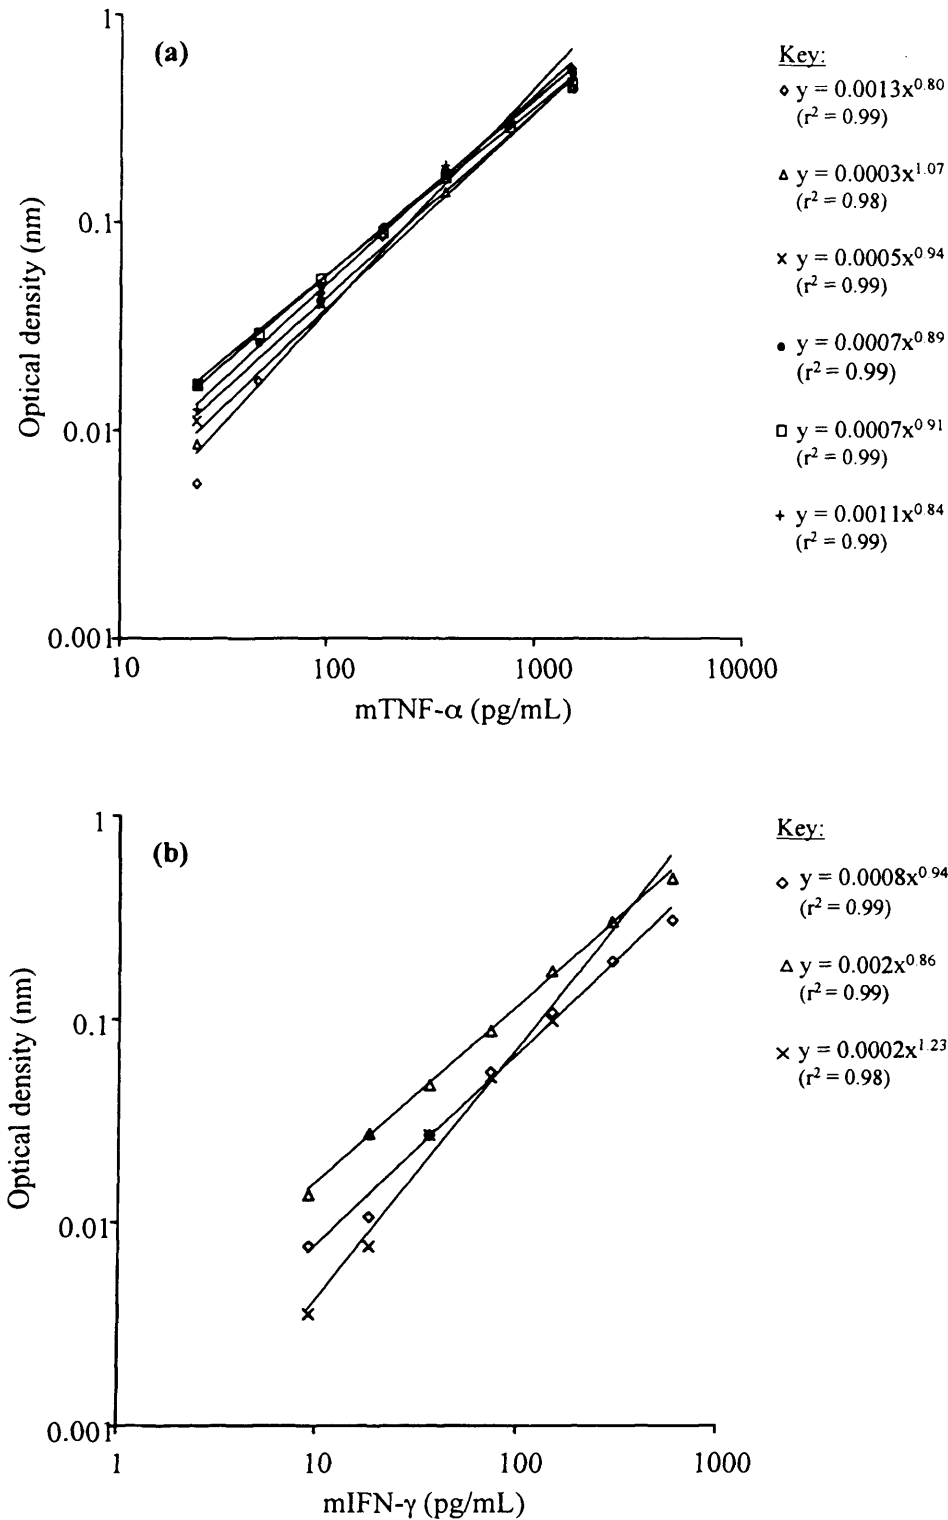 (a)
1
0.1
0.01
0.001
Optical density (nm)
10
100
1000
10000
mTNF-α (pg/mL)
Key:
y = 0.0013x^0.80
(r² = 0.99)
y = 0.0003x^1.07
(r² = 0.98)
y = 0.0005x^0.94
(r² = 0.99)
y = 0.0007x^0.89
(r² = 0.99)
y = 0.0007x^0.91
(r² = 0.99)
y = 0.0011x^0.84
(r² = 0.99)
(b)
1
0.1
0.01
0.001
Optical density (nm)
1
10
100
1000
mIFN-γ (pg/mL)
Key:
y = 0.0008x^0.94
(r² = 0.99)
y = 0.002x^0.86
(r² = 0.99)
y = 0.0002x^1.23
(r² = 0.98)